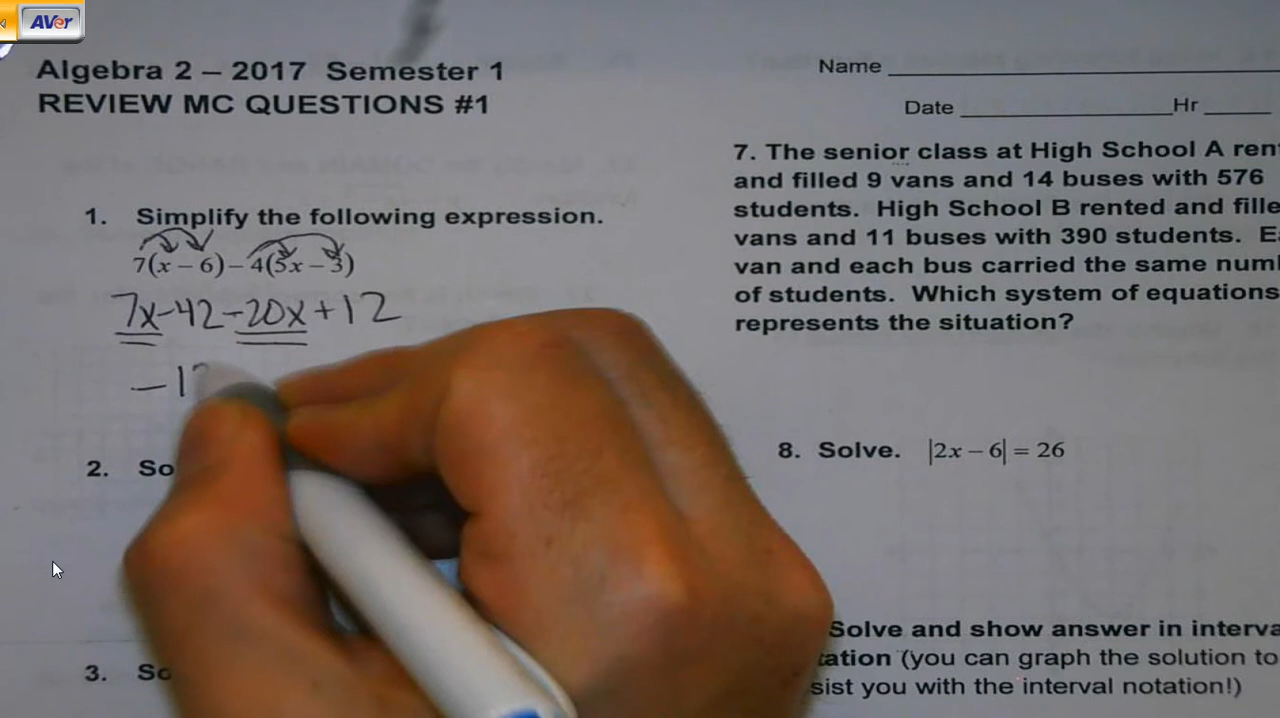 AVer
Algebra 2 – 2017 Semester 1
REVIEW MC QUESTIONS #1
Name
Date Hr
1. Simplify the following expression.
7(x − 6) − 4(5x − 3)
7x-42-20x+12
-1
2. So
3. So
7. The senior class at High School A ren
and filled 9 vans and 14 buses with 576
students. High School B rented and fille
vans and 11 buses with 390 students. E
van and each bus carried the same num
of students. Which system of equations
represents the situation?
8. Solve. |2x − 6| = 26
Solve and show answer in interva
tation (you can graph the solution to
sist you with the interval notation!)